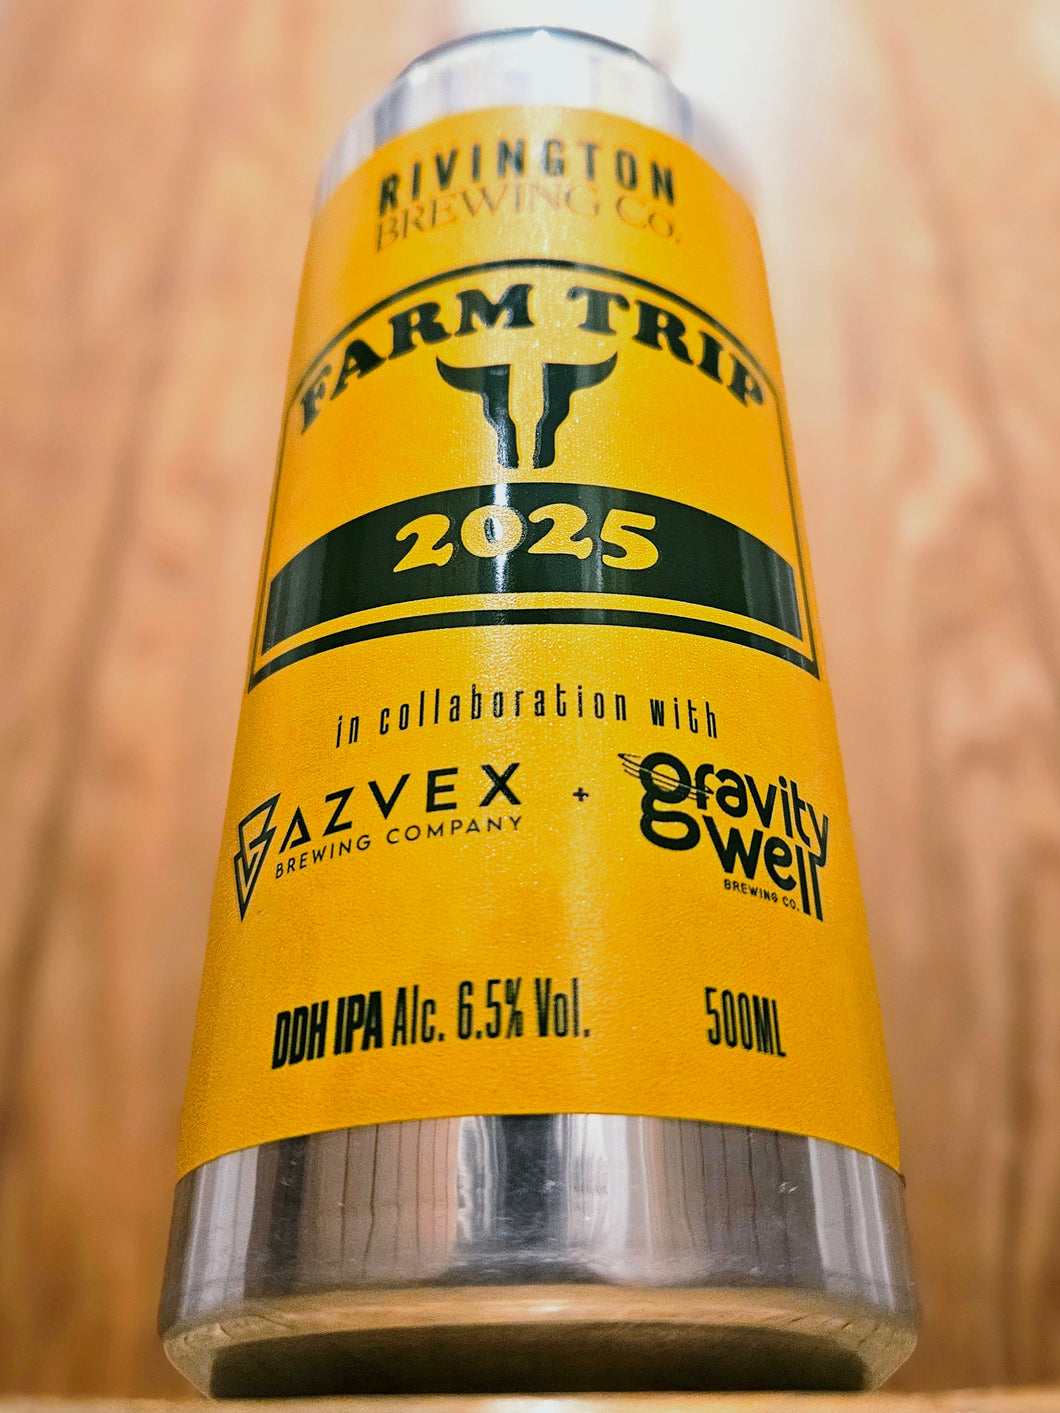 RIVINGTON
BREWING Co.
FARM TRIP
2025
in collaboration with
AZVEX
BREWING COMPANY
+
gravity
well
BREWING CO.
DDH IPA Alc. 6.5% Vol.
500ML